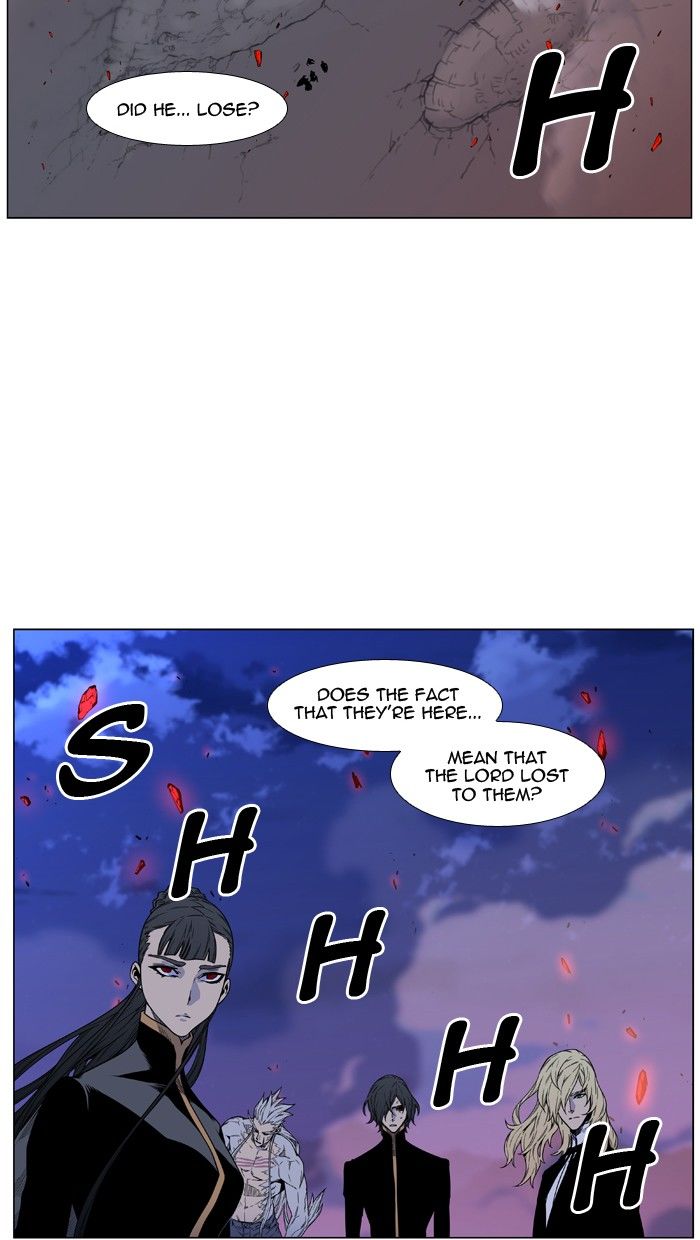 DID HE... LOSE?
H
DOES THE FACT
THAT THEY'RE HERE...
MEAN THAT
THE LORD LOST
TO THEM?
S
H
H
H
H